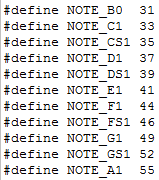 #define NOTE_B0  31
#define NOTE_C1  33
#define NOTE_CS1 35
#define NOTE_D1  37
#define NOTE_DS1 39
#define NOTE_E1  41
#define NOTE_F1  44
#define NOTE_FS1 46
#define NOTE_G1  49
#define NOTE_GS1 52
#define NOTE_A1  55